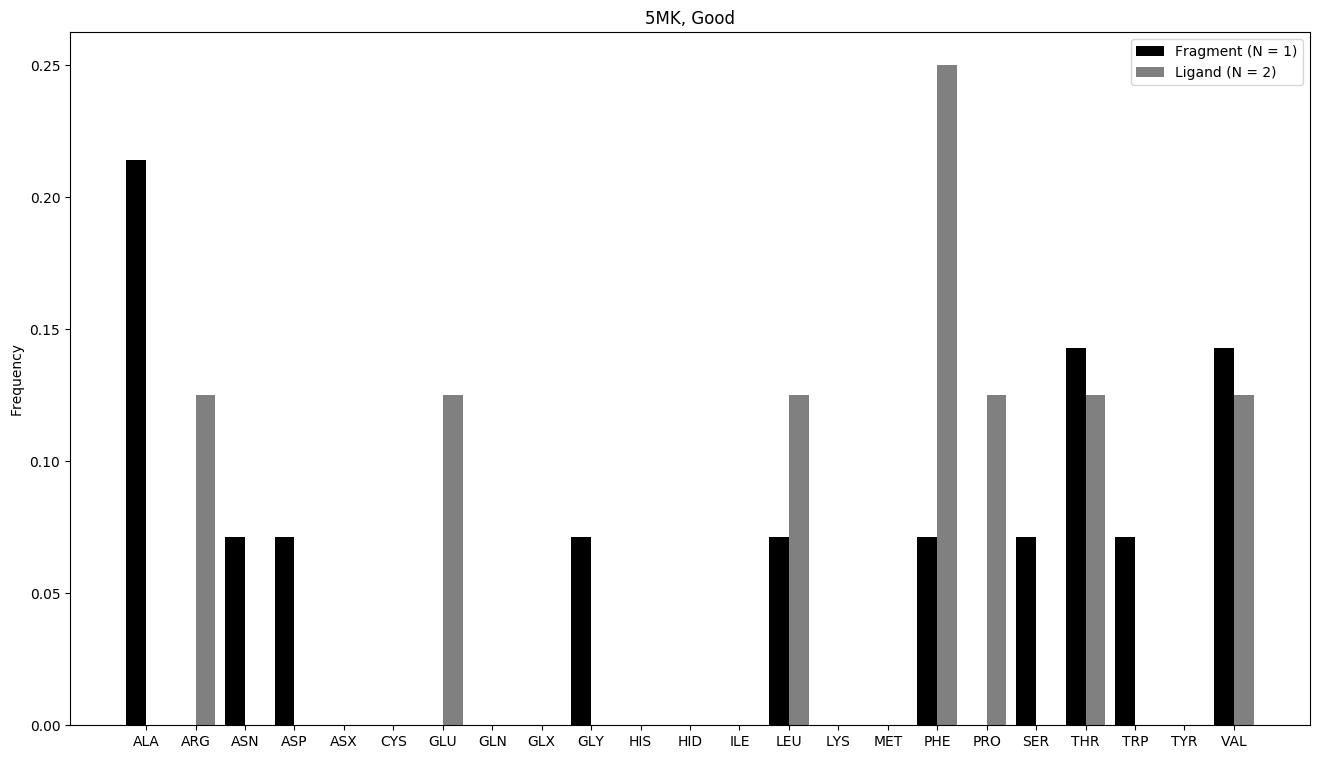 5MK, Good
Fragment (N = 1)
Ligand (N = 2)
Frequency
0.25
0.20
0.15
0.10
0.05
0.00
ALA ARG ASN ASP ASX CYS GLU GLN GLX GLY HIS HID ILE LEU LYS MET PHE PRO SER THR TRP TYR VAL